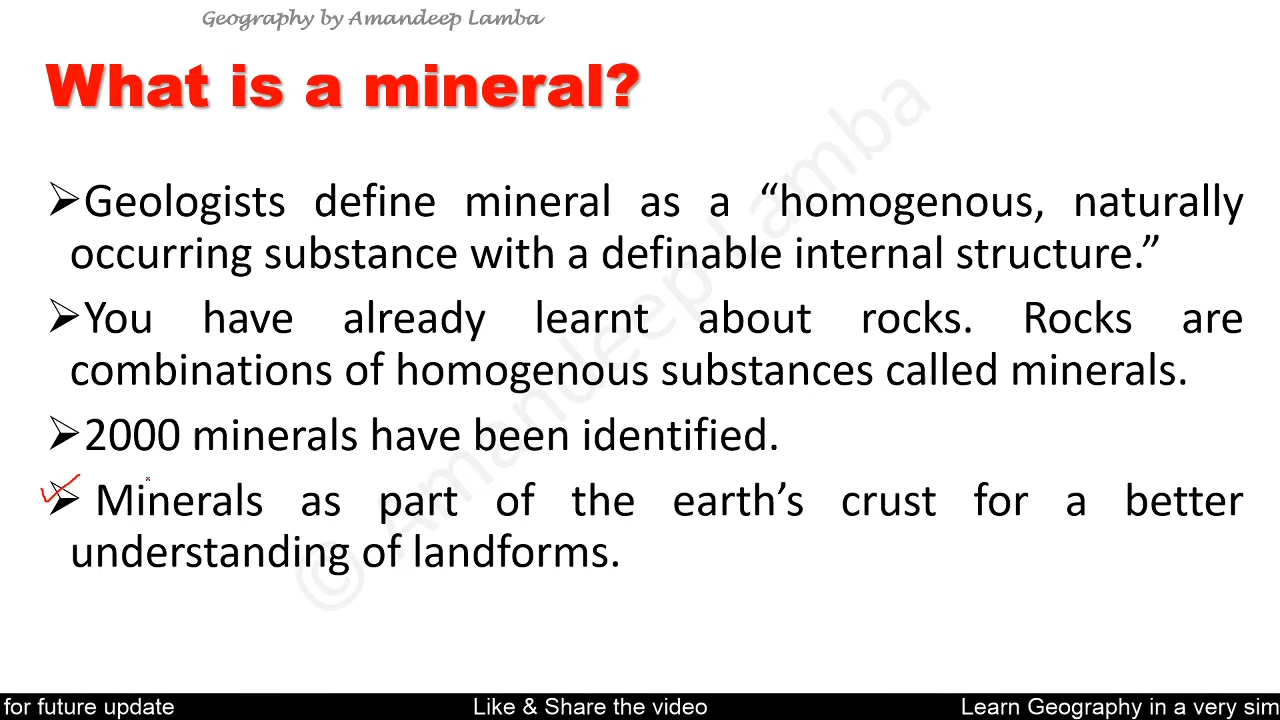 Geography by Amandeep Lamba
What is a mineral?
➢Geologists define mineral as a “homogenous, naturally
occurring substance with a definable internal structure.”
➢You have already learnt about rocks. Rocks are
combinations of homogenous substances called minerals.
➢2000 minerals have been identified.
➢ Minerals as part of the earth’s crust for a better
understanding of landforms.
© Amandeep Lamba
for future update Like & Share the video Learn Geography in a very sim